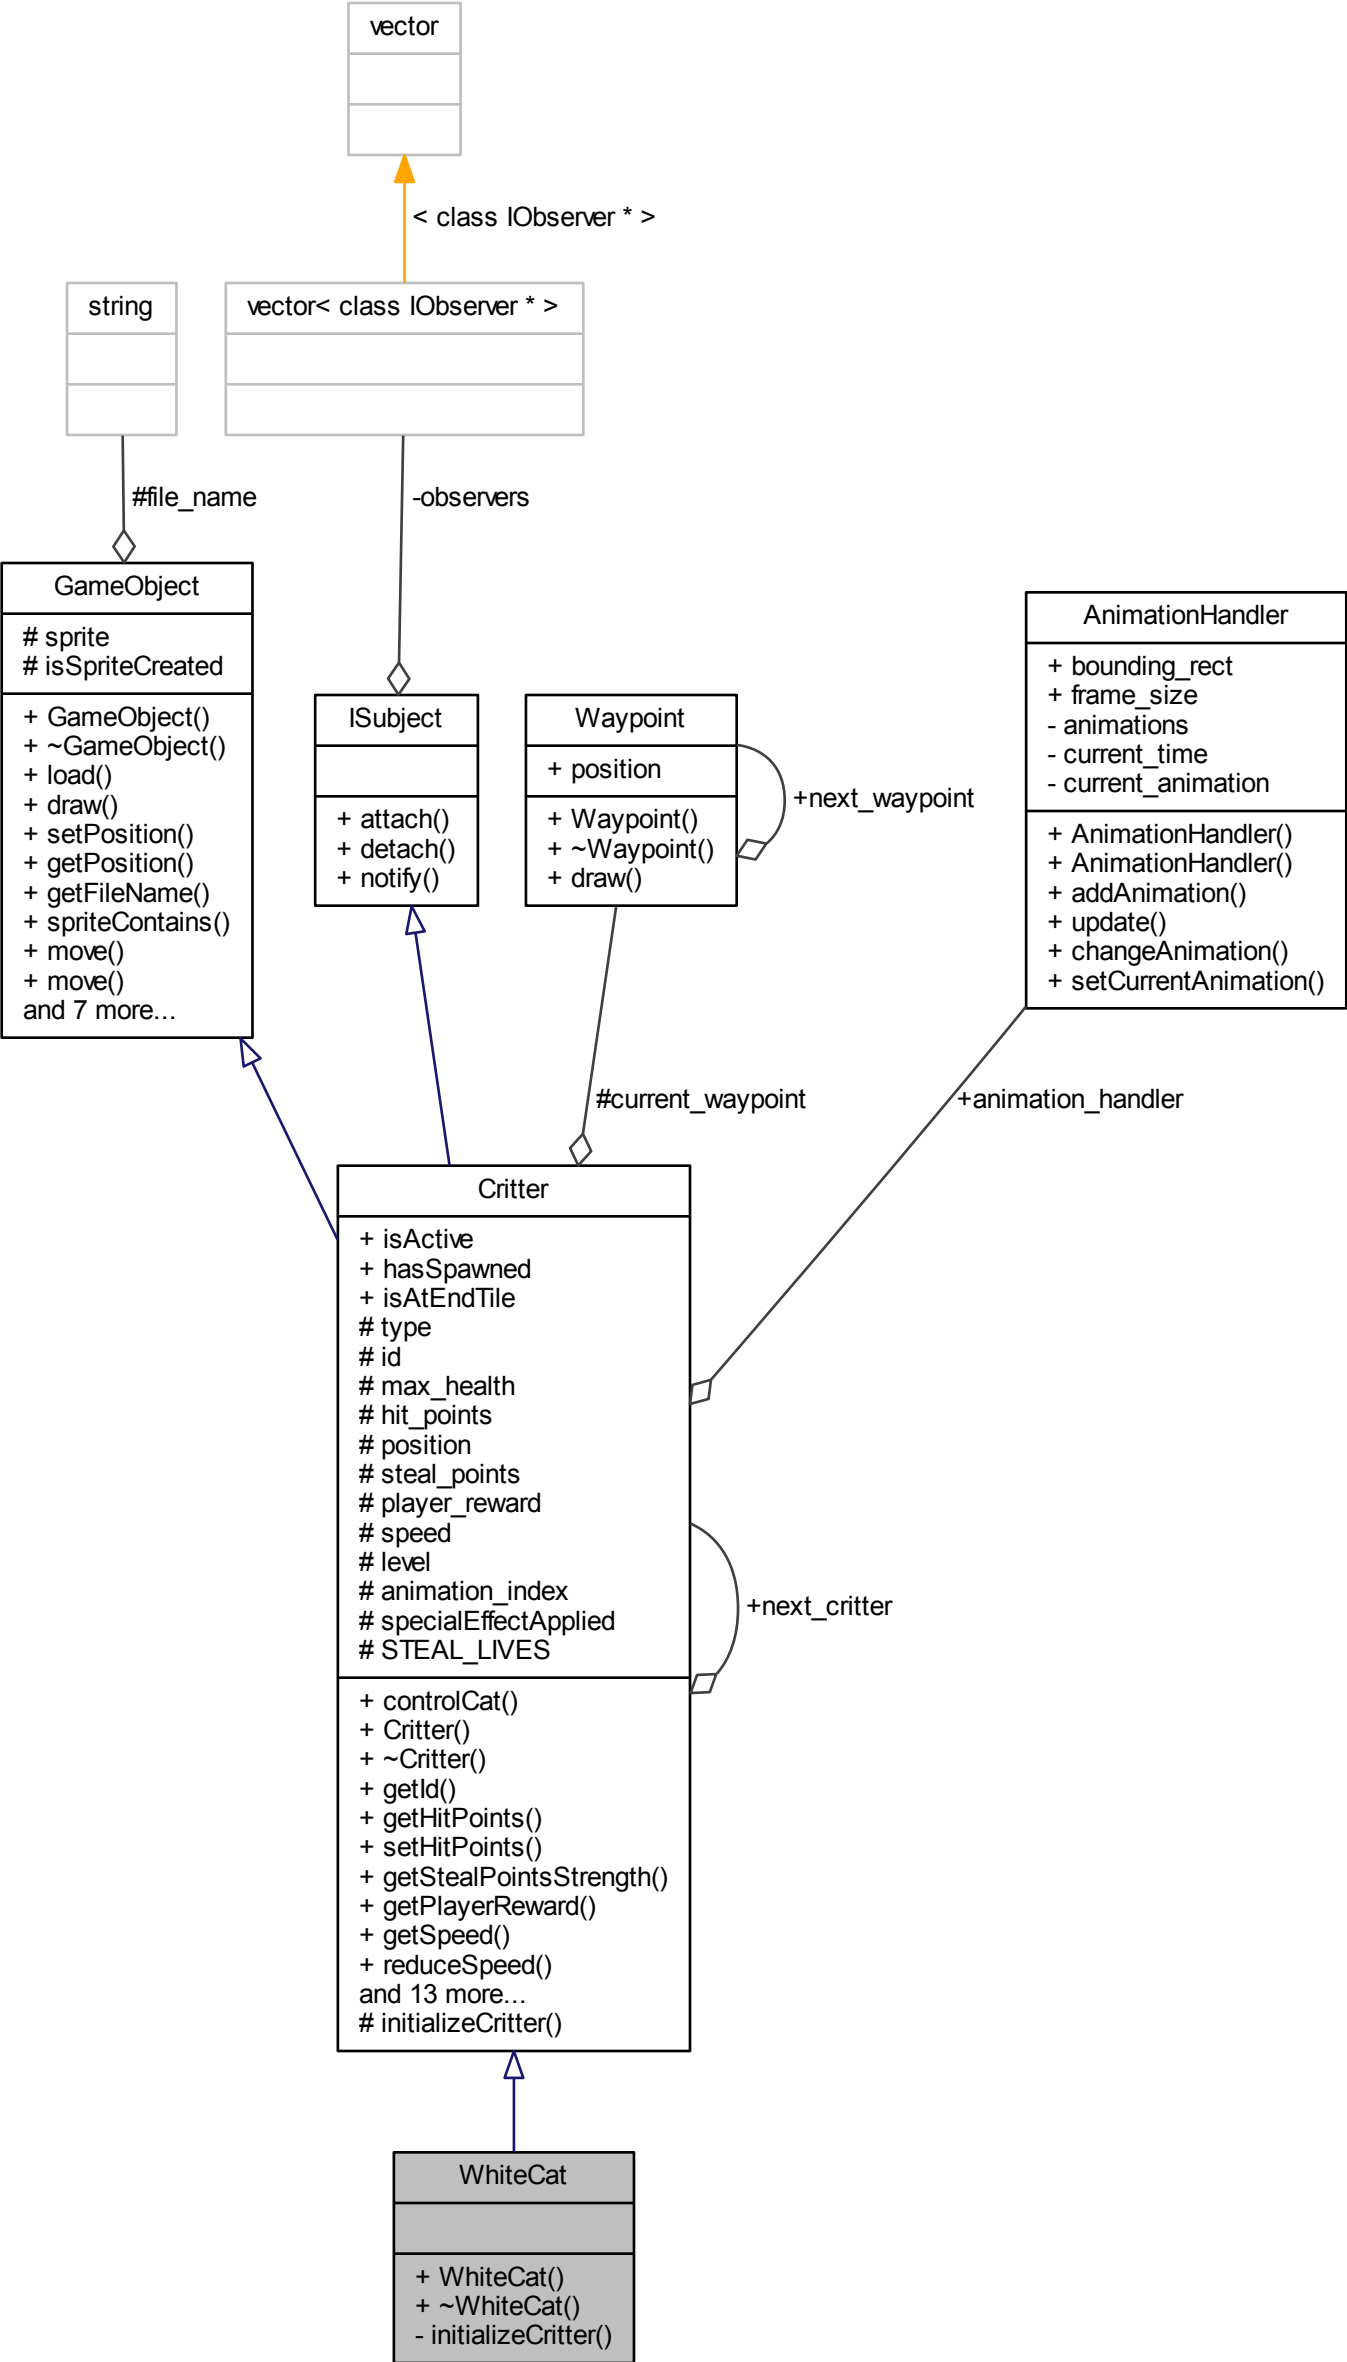 vector
< class IObserver * >
string
vector< class IObserver * >
#file_name
-observers
GameObject
# sprite
# isSpriteCreated
+ GameObject()
+ ~GameObject()
+ load()
+ draw()
+ setPosition()
+ getPosition()
+ getFileName()
+ spriteContains()
+ move()
+ move()
and 7 more...
ISubject
+ attach()
+ detach()
+ notify()
Waypoint
+ position
+ Waypoint()
+ ~Waypoint()
+ draw()
+next_waypoint
AnimationHandler
+ bounding_rect
+ frame_size
- animations
- current_time
- current_animation
+ AnimationHandler()
+ AnimationHandler()
+ addAnimation()
+ update()
+ changeAnimation()
+ setCurrentAnimation()
#current_waypoint
+animation_handler
Critter
+ isActive
+ hasSpawned
+ isAtEndTile
# type
# id
# max_health
# hit_points
# position
# steal_points
# player_reward
# speed
# level
# animation_index
# specialEffectApplied
# STEAL_LIVES
+ controlCat()
+ Critter()
+ ~Critter()
+ getId()
+ getHitPoints()
+ setHitPoints()
+ getStealPointsStrength()
+ getPlayerReward()
+ getSpeed()
+ reduceSpeed()
and 13 more...
# initializeCritter()
+next_critter
WhiteCat
+ WhiteCat()
+ ~WhiteCat()
- initializeCritter()